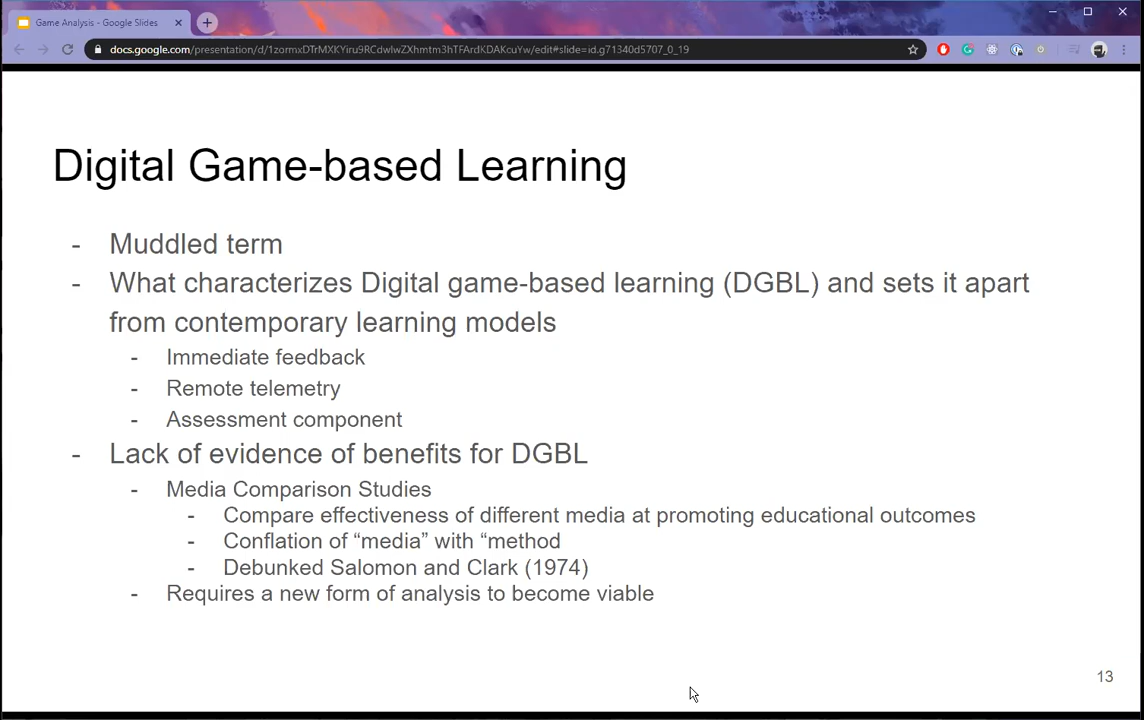 Game Analysis - Google Slides
docs.google.com/presentation/d/1zormxDTrMXKYiru9RCdwlwZXhmtm3hTFArdKDAKcuYw/edit#slide=id.g71340d5707_0_19
Digital Game-based Learning
- Muddled term
- What characterizes Digital game-based learning (DGBL) and sets it apart
from contemporary learning models
- Immediate feedback
- Remote telemetry
- Assessment component
- Lack of evidence of benefits for DGBL
- Media Comparison Studies
- Compare effectiveness of different media at promoting educational outcomes
- Conflation of “media” with “method
- Debunked Salomon and Clark (1974)
- Requires a new form of analysis to become viable
13